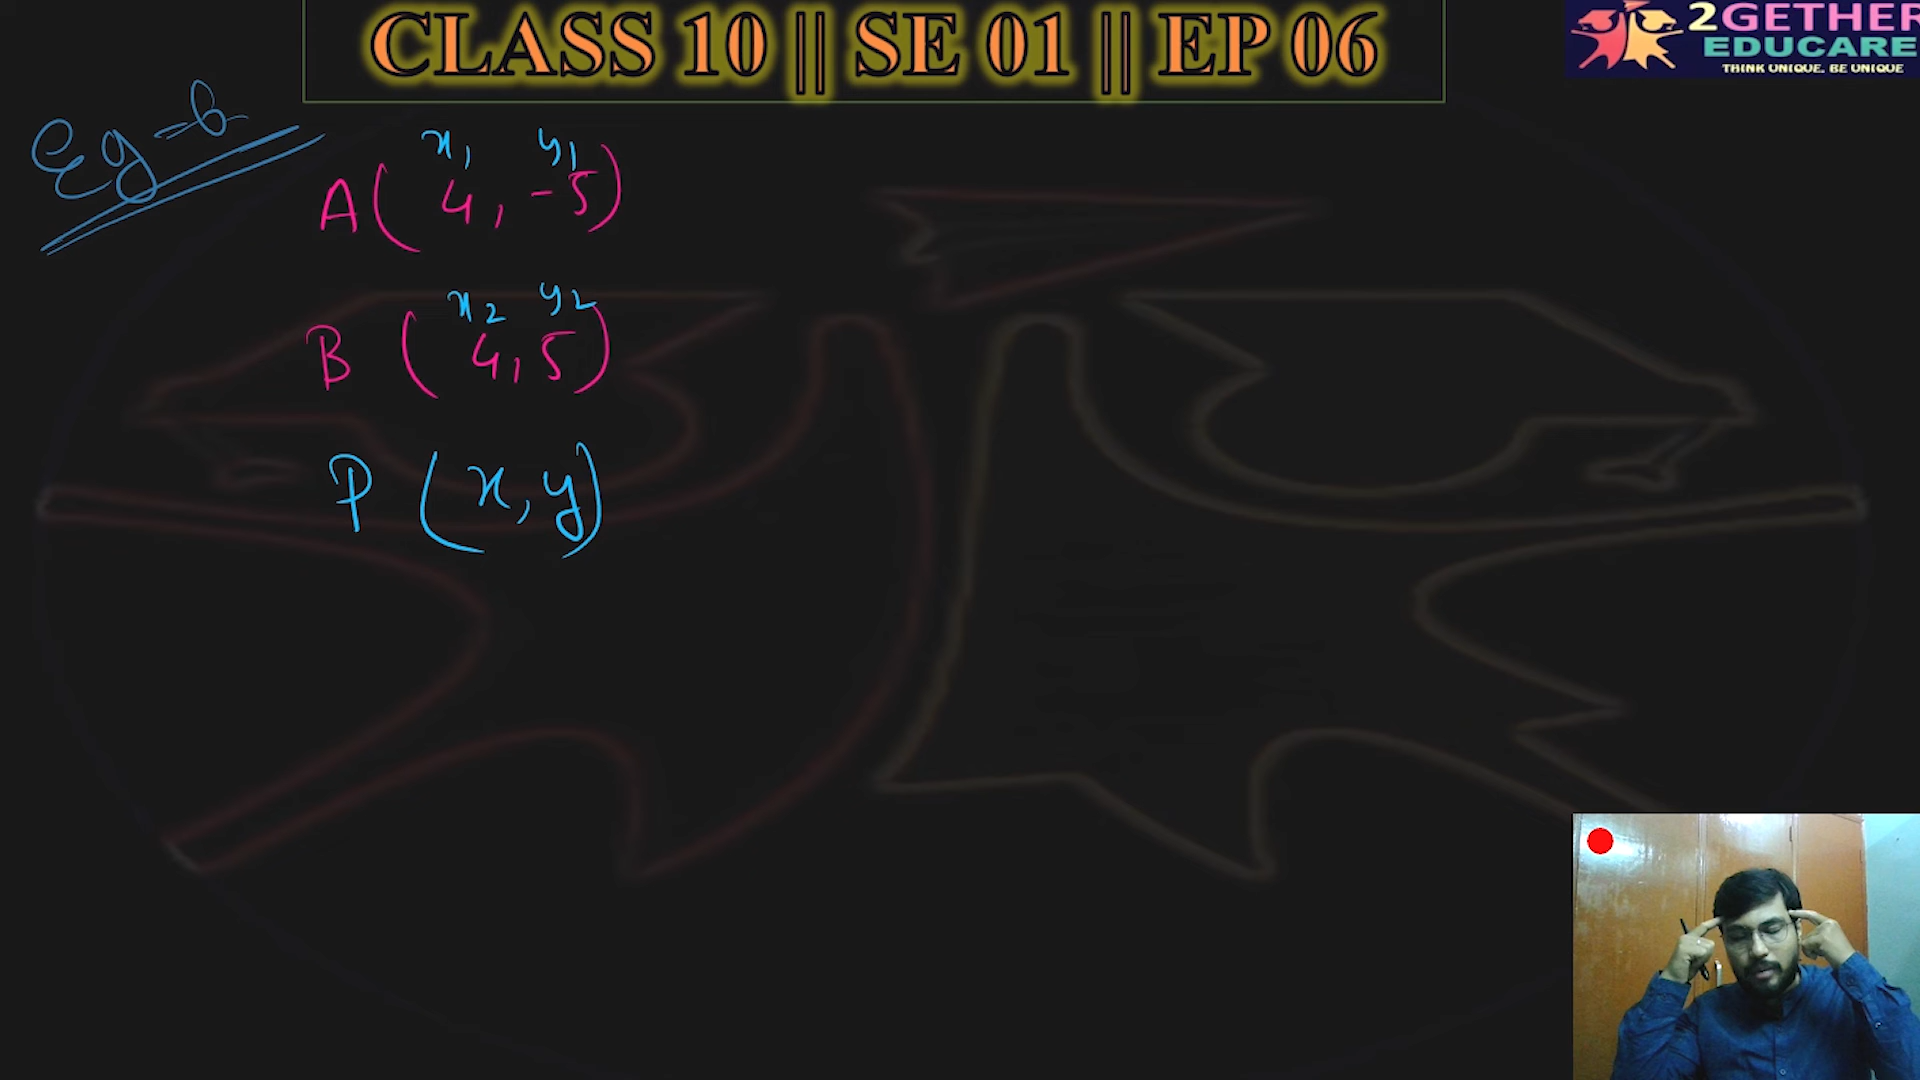 CLASS 10 || SE 01 || EP 06
2GETHER
EDUCARE
THINK UNIQUE, BE UNIQUE
Eg-6
x₁ y₁
A(4, -5)
x₂ y₂
B (4, 5)
P (x, y)